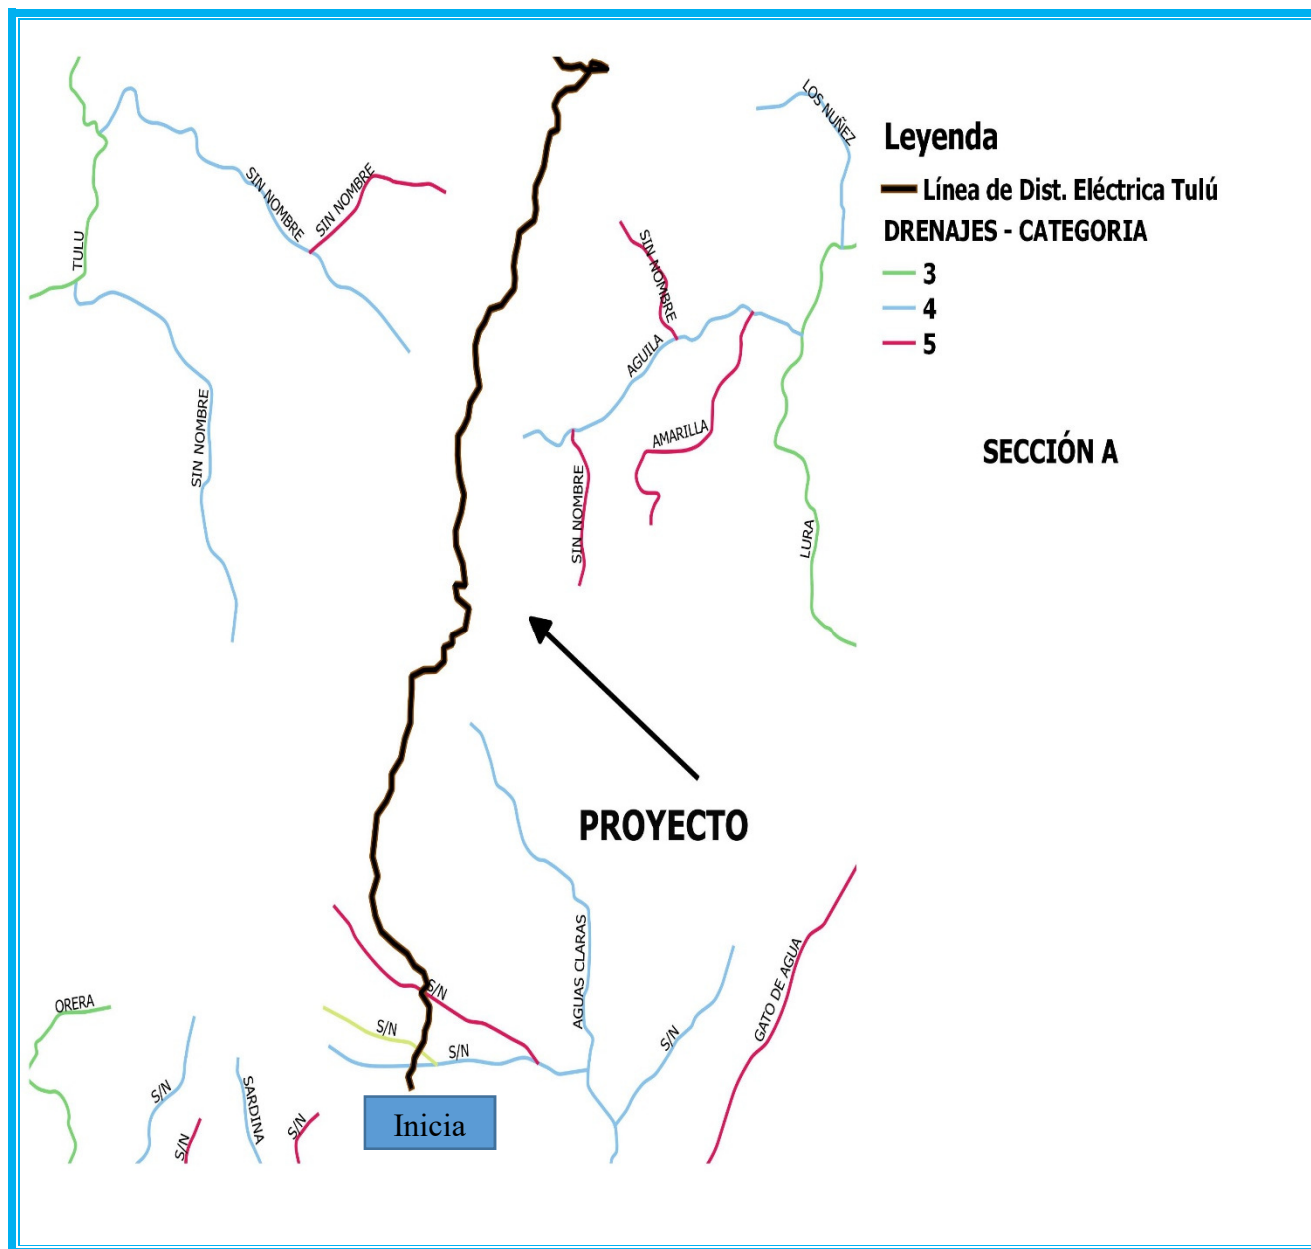 LOS NUÑEZ
Leyenda
Línea de Dist. Eléctrica Tulú
DRENAJES - CATEGORIA
3
4
5
SIN NOMBRE
SIN NOMBRE
TULU
SIN NOMBRE
AGUILA
SIN NOMBRE
AMARILLA
SIN NOMBRE
LURA
SECCIÓN A
PROYECTO
AGUAS CLARAS
GATO DE AGUA
S/N
ORERA
S/N
S/N
S/N
S/N
SARDINA
S/N
S/N
Inicia